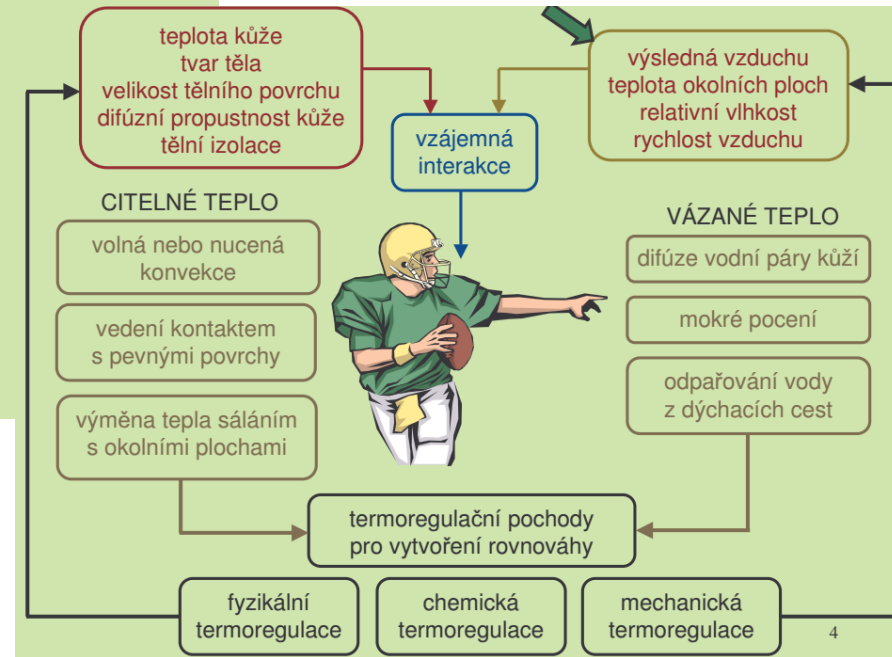 teplota kůže
tvar těla
velikost tělního povrchu
difúzní propustnost kůže
tělní izolace
výsledná vzduchu
teplota okolních ploch
relativní vlhkost
rychlost vzduchu
vzájemná
interakce
CITELNÉ TEPLO
volná nebo nucená
konvekce
vedení kontaktem
s pevnými povrchy
výměna tepla sáláním
s okolními plochami
VÁZANÉ TEPLO
difúze vodní páry kůží
mokré pocení
odpařování vody
z dýchacích cest
termoregulační pochody
pro vytvoření rovnováhy
fyzikální
termoregulace
chemická
termoregulace
mechanická
termoregulace
4